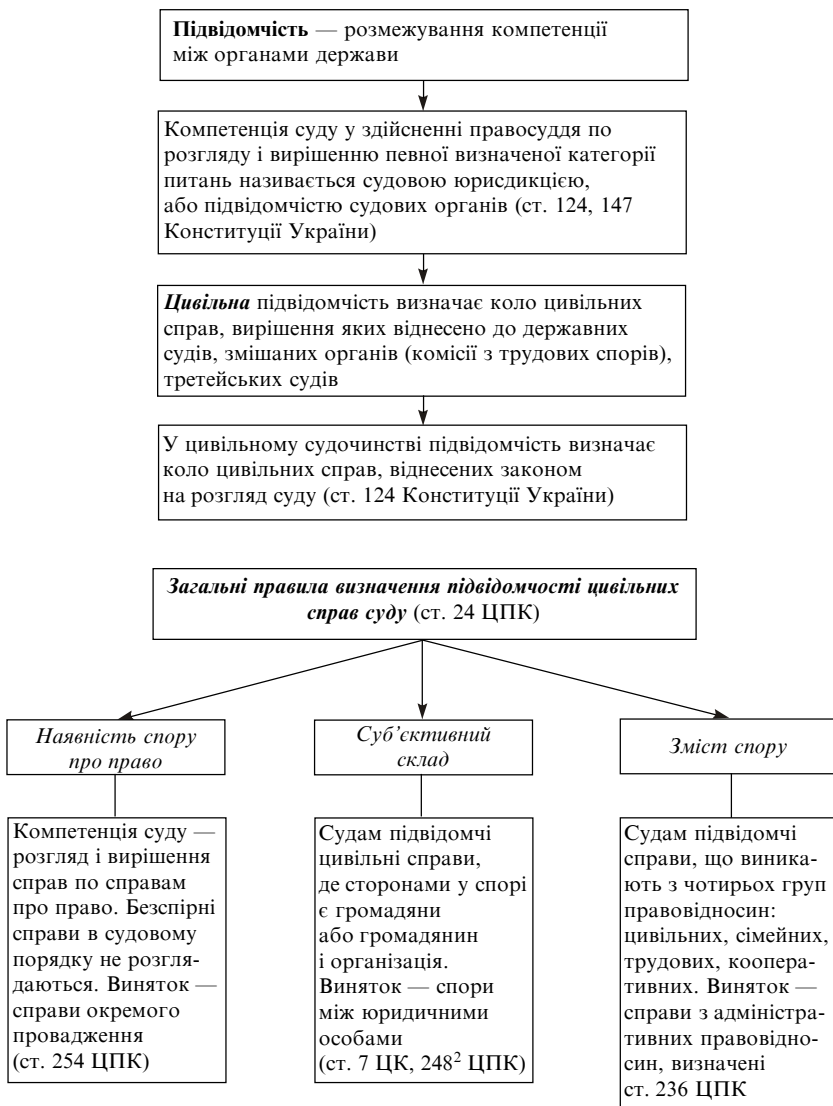 Підвідомчість — розмежування компетенції
між органами держави
Компетенція суду у здійсненні правосуддя по
розгляду і вирішенню певної визначеної категорії
питань називається судовою юрисдикцією,
або підвідомчістю судових органів (ст. 124, 147
Конституції України)
Цивільна підвідомчість визначає коло цивільних
справ, вирішення яких віднесено до державних
судів, змішаних органів (комісії з трудових спорів),
третейських судів
У цивільному судочинстві підвідомчість визначає
коло цивільних справ, віднесених законом
на розгляд суду (ст. 124 Конституції України)
Загальні правила визначення підвідомчості цивільних
справ суду (ст. 24 ЦПК)
Наявність спору
про право
Компетенція суду —
розгляд і вирішення
справ по справам
про право. Безспірні
справи в судовому
порядку не розгля-
даються. Виняток —
справи окремого
провадження
(ст. 254 ЦПК)
Суб’єктивний
склад
Судам підвідомчі
цивільні справи,
де сторонами у спорі
є громадяни
або громадянин
і організація.
Виняток — спори
між юридичними
особами
(ст. 7 ЦК, 248² ЦПК)
Зміст спору
Судам підвідомчі
справи, що виника-
ють з чотирьох груп
правовідносин:
цивільних, сімейних,
трудових, коопера-
тивних. Виняток —
справи з адміністра-
тивних правовідно-
син, визначені
ст. 236 ЦПК